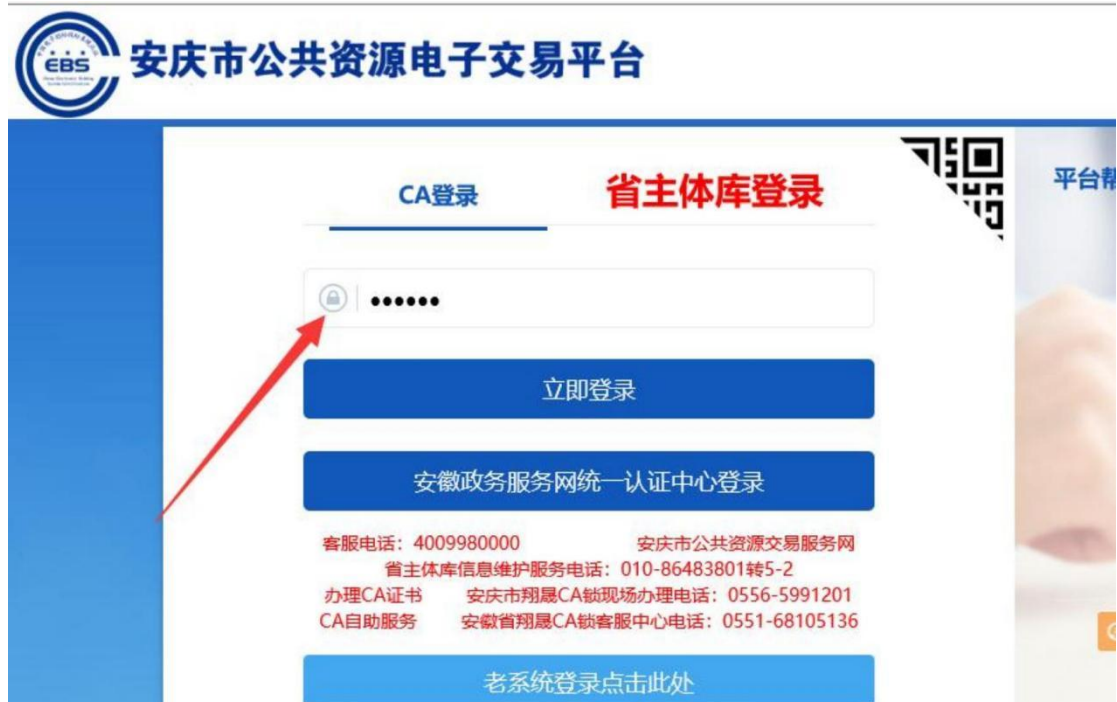 EBS
安庆市公共资源电子交易平台
CA登录
省主体库登录
平台帮
••••••
立即登录
安徽政务服务网统一认证中心登录
客服电话：4009980000 安庆市公共资源交易服务网
省主体库信息维护服务电话：010-86483801转5-2
办理CA证书 安庆市翔晟CA锁现场办理电话：0556-5991201
CA自助服务 安徽省翔晟CA锁客服中心电话：0551-68105136
老系统登录点击此处